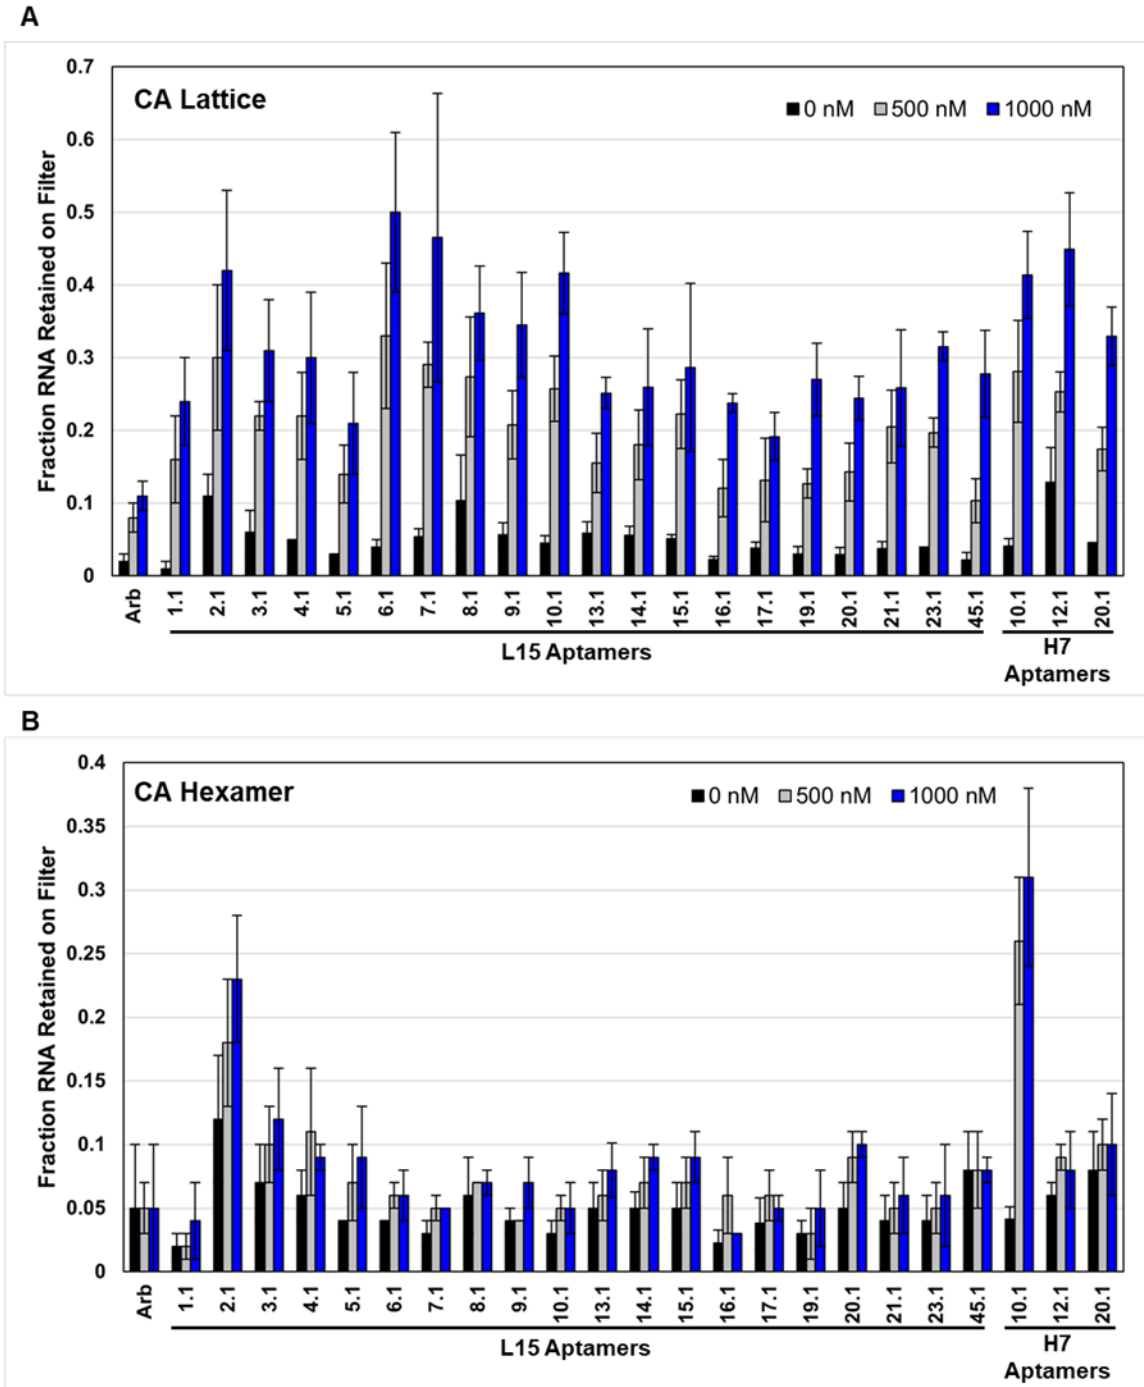 A
CA Lattice
0 nM 500 nM 1000 nM
Fraction RNA Retained on Filter
0.7
0.6
0.5
0.4
0.3
0.2
0.1
0
Arb 1.1 2.1 3.1 4.1 5.1 6.1 7.1 8.1 9.1 10.1 13.1 14.1 15.1 16.1 17.1 19.1 20.1 21.1 23.1 45.1 10.1 12.1 20.1
L15 Aptamers
H7
Aptamers
B
CA Hexamer
0 nM 500 nM 1000 nM
Fraction RNA Retained on Filter
0.4
0.35
0.3
0.25
0.2
0.15
0.1
0.05
0
Arb 1.1 2.1 3.1 4.1 5.1 6.1 7.1 8.1 9.1 10.1 13.1 14.1 15.1 16.1 17.1 19.1 20.1 21.1 23.1 45.1 10.1 12.1 20.1
L15 Aptamers
H7
Aptamers